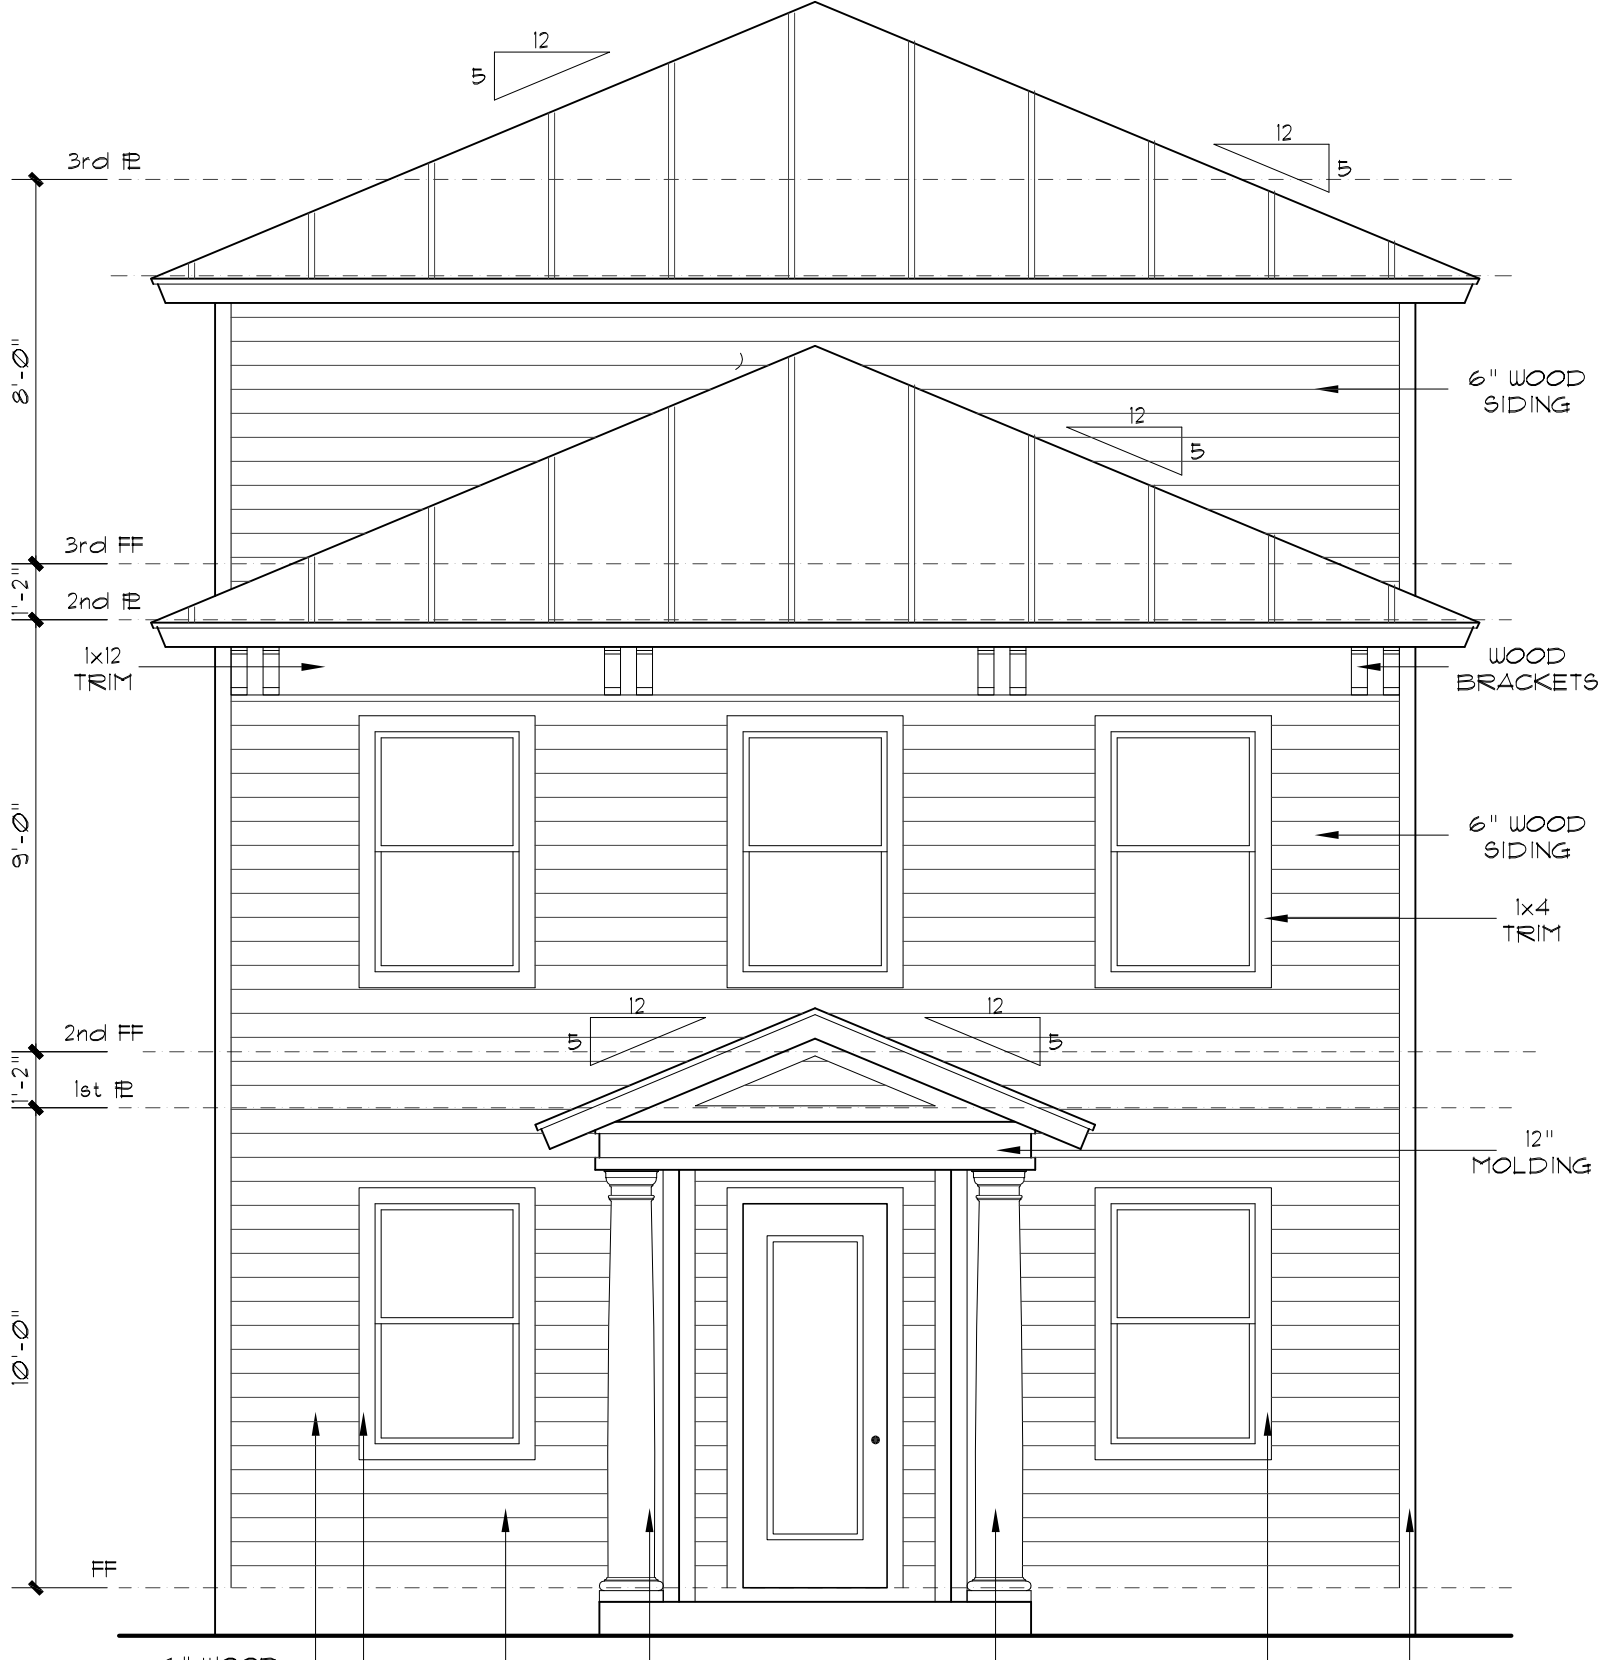 12
5
12
5
3rd PL
8'-0"
6" WOOD
SIDING
12
5
3rd FF
1'-2"
2nd PL
1x12
TRIM
WOOD
BRACKETS
9'-0"
6" WOOD
SIDING
1x4
TRIM
12
5
12
5
2nd FF
1'-2"
1st PL
12"
MOLDING
10'-0"
FF